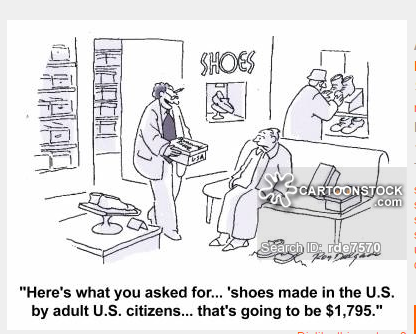 SHOES
USA
CARTOONSTOCK
.com
Search ID: rde7570
"Here's what you asked for... 'shoes made in the U.S.
by adult U.S. citizens... that's going to be $1,795."